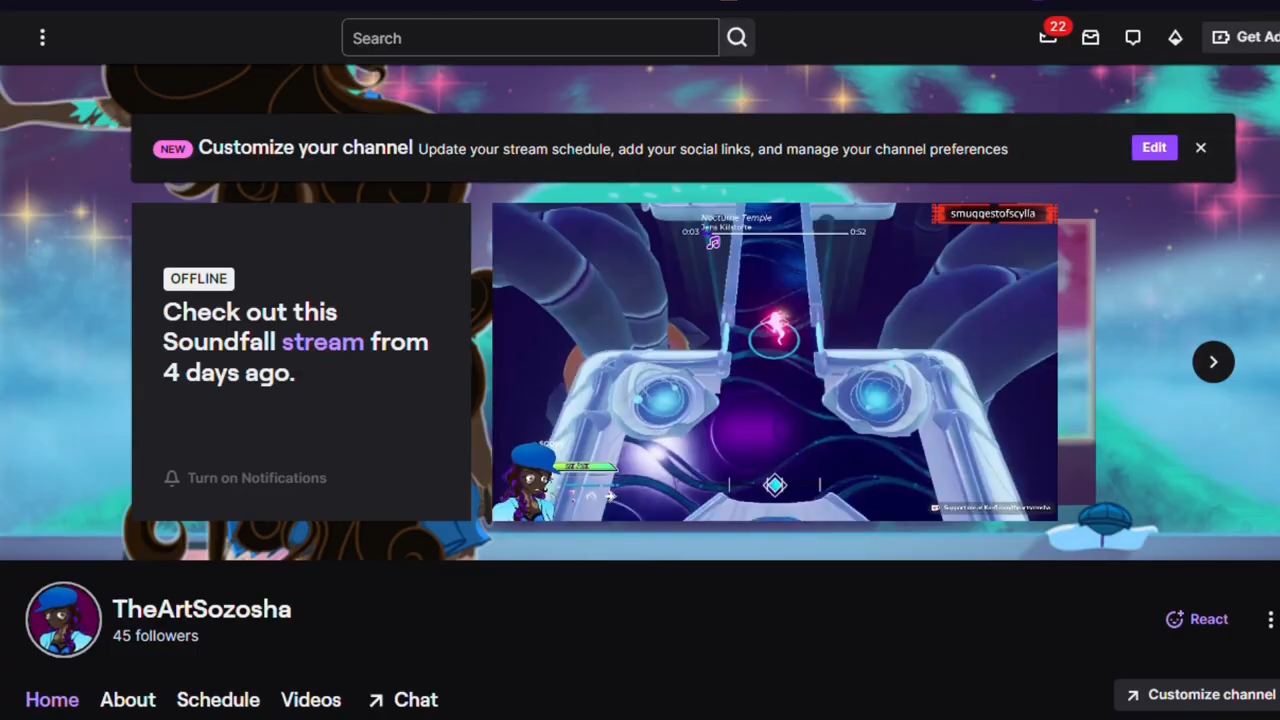 Search
22
Get Ad
NEW Customize your channel Update your stream schedule, add your social links, and manage your channel preferences
Edit
OFFLINE
Check out this
Soundfall stream from
4 days ago.
Turn on Notifications
Nocturne Temple
Jens Kiilstofte
0:03
0:52
smuggestofscylla
TheArtSozosha
45 followers
React
Home
About
Schedule
Videos
Chat
Customize channel